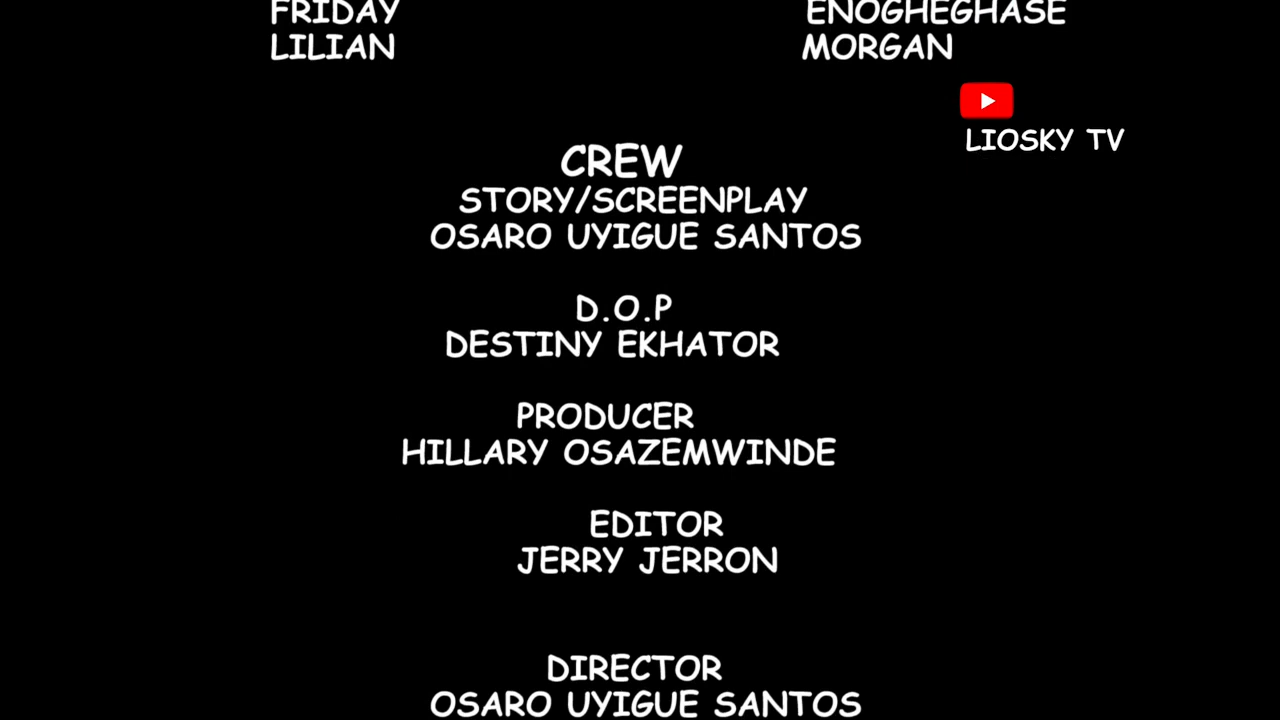 FRIDAY ENOGHEGHASE
LILIAN MORGAN
LIOSKY TV
CREW
STORY/SCREENPLAY
OSARO UYIGUE SANTOS
D.O.P
DESTINY EKHATOR
PRODUCER
HILLARY OSAZEMWINDE
EDITOR
JERRY JERRON
DIRECTOR
OSARO UYIGUE SANTOS